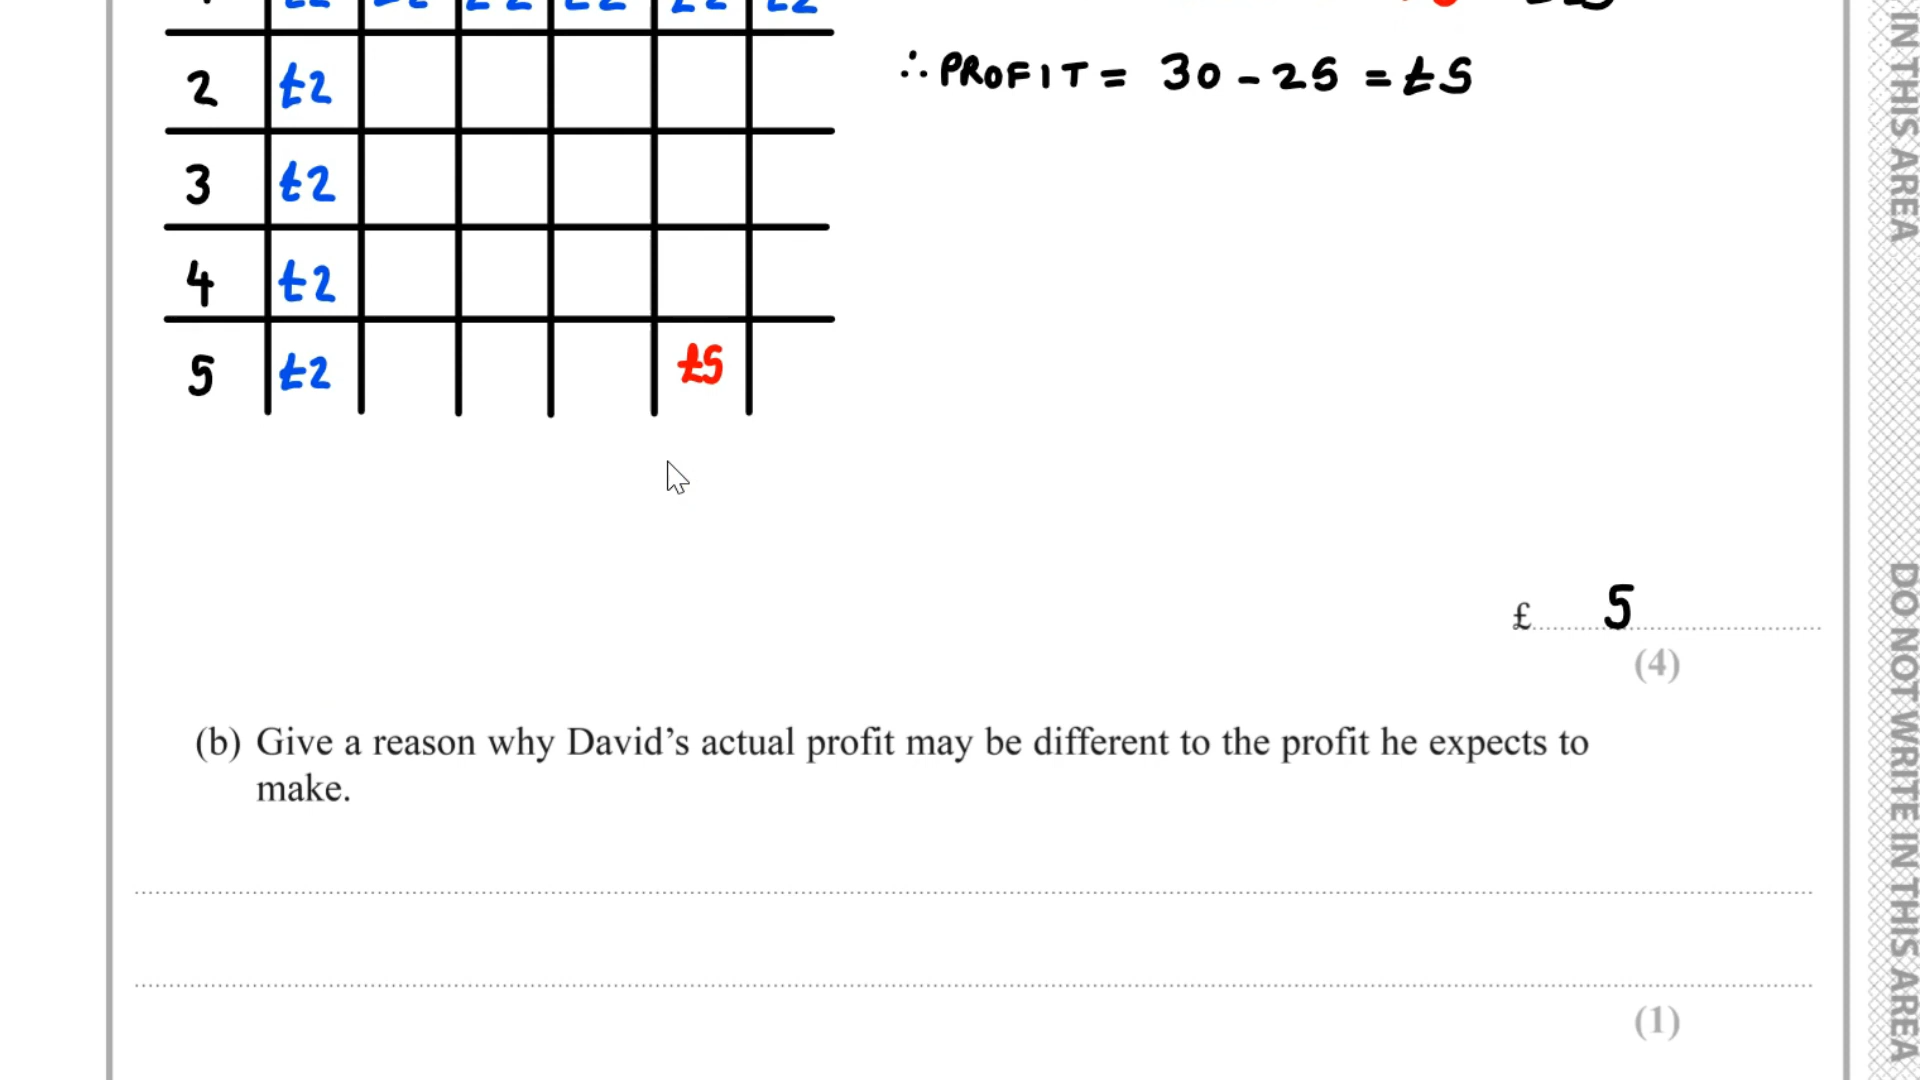 ∴ PROFIT = 30 - 25 = £5
2 £2
3 £2
4 £2
5 £2 £5
£ 5
(4)
(b) Give a reason why David's actual profit may be different to the profit he expects to
make.
(1)
IN THIS AREA
DO NOT WRITE IN THIS AREA